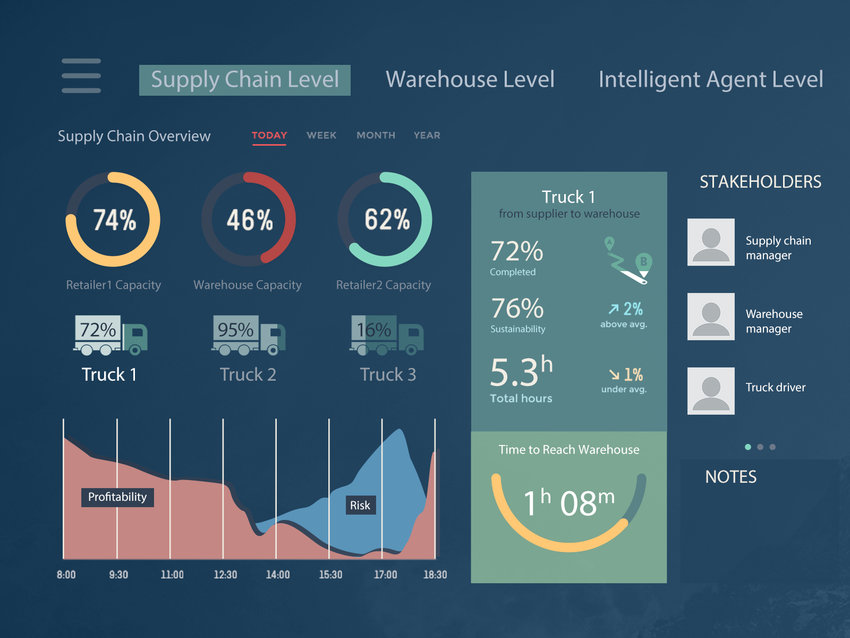 Supply Chain Level
Warehouse Level
Intelligent Agent Level
Supply Chain Overview
TODAY
WEEK
MONTH
YEAR
74%
46%
62%
Retailer1 Capacity
Warehouse Capacity
Retailer2 Capacity
72%
95%
16%
Truck 1
Truck 2
Truck 3
Profitability
Risk
8:00
9:30
11:00
12:30
14:00
15:30
17:00
18:30
Truck 1
from supplier to warehouse
72%
Completed
A
B
76%
Sustainability
2%
above avg.
5.3h
Total hours
1%
under avg.
Time to Reach Warehouse
1h 08m
STAKEHOLDERS
Supply chain
manager
Warehouse
manager
Truck driver
NOTES